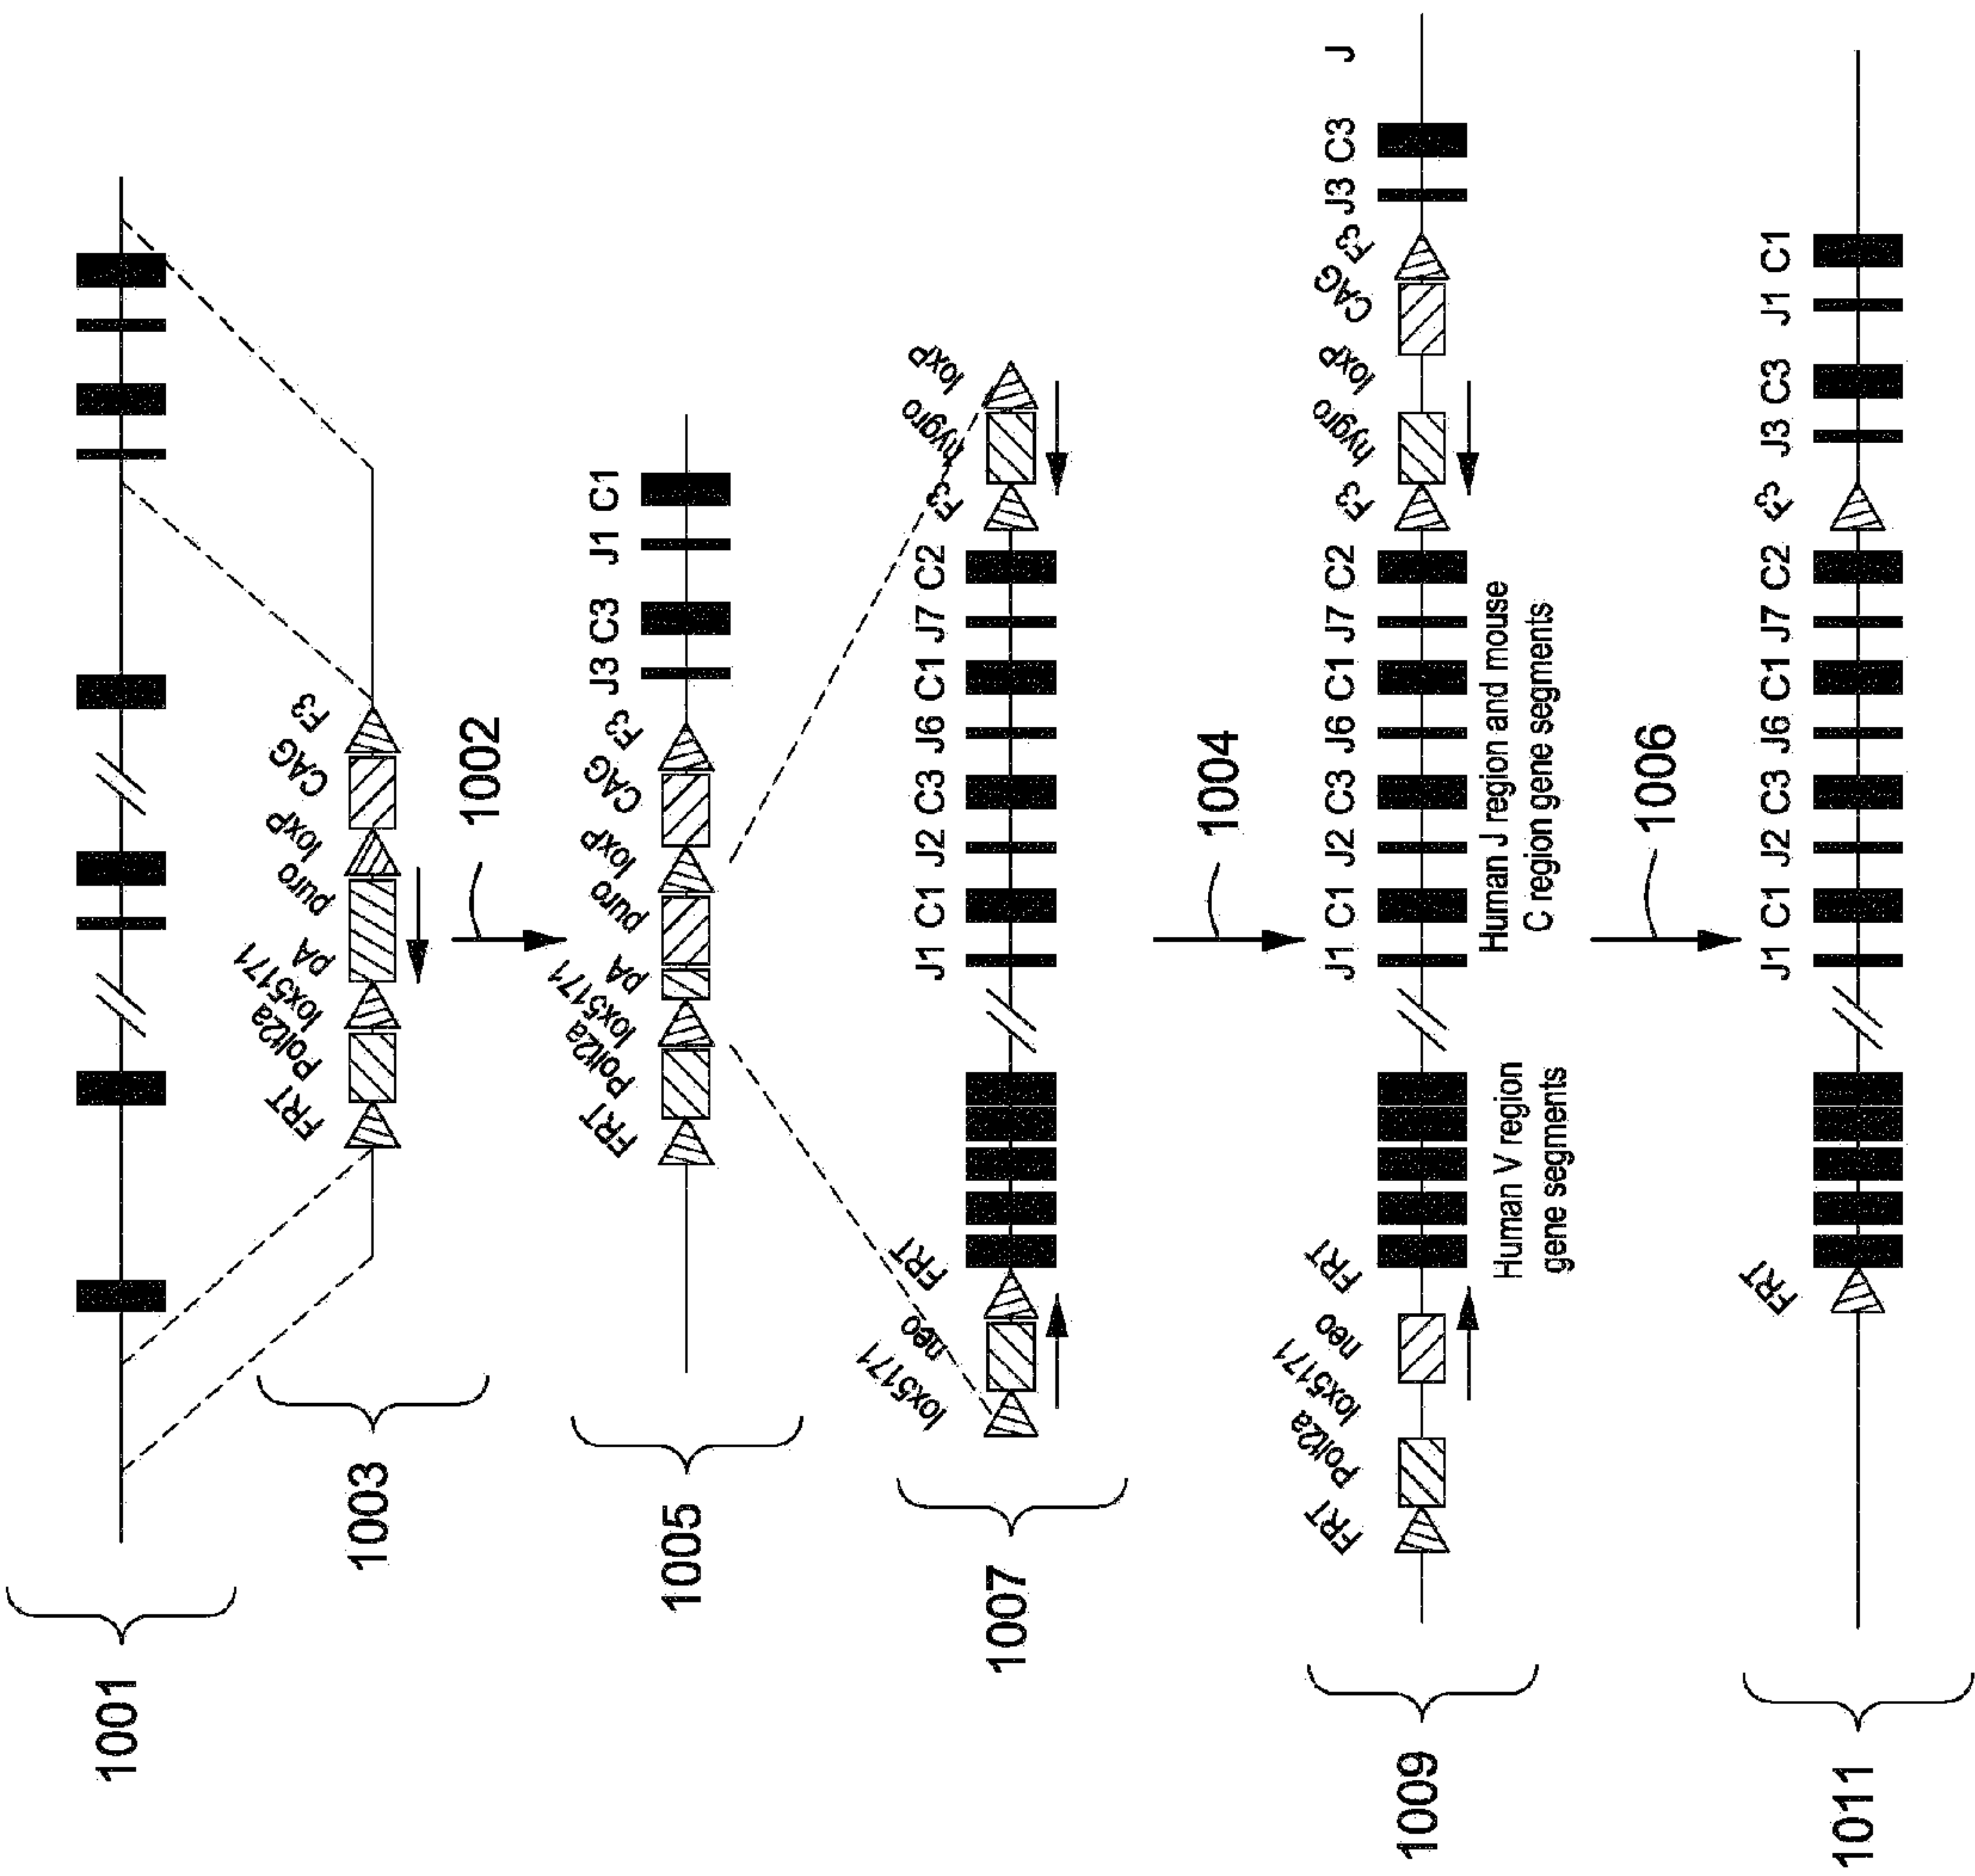 1001
1003
FRT Polr2a lox5171 pA puro loxP CAG F3
1002
1005
FRT Polr2a lox5171 pA puro loxP CAG F3 J3 C3 J1 C1
1007
lox5171 neo FRT J1 C1 J2 C3 J6 C1 J7 C2 F3 hygro loxP
1004
1009
FRT Polr2a lox5171 neo FRT J1 C1 J2 C3 J6 C1 J7 C2 F3 hygro loxP CAG F3 J3 C3 J
Human V region
gene segments
Human J region and mouse
C region gene segments
1006
1011
FRT J1 C1 J2 C3 J6 C1 J7 C2 F3 J3 C3 J1 C1